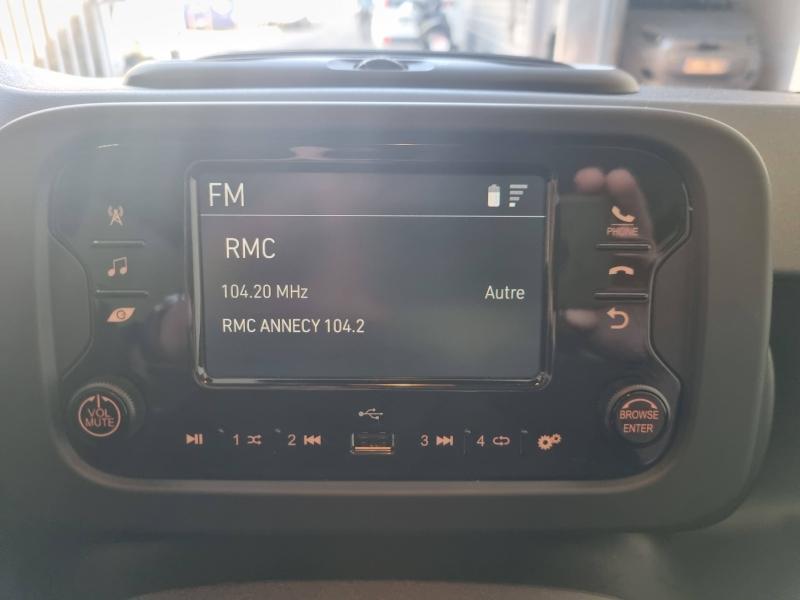 FM
RMC
104.20 MHz Autre
RMC ANNECY 104.2
PHONE
VOL
MUTE
1 2 3 4
BROWSE
ENTER